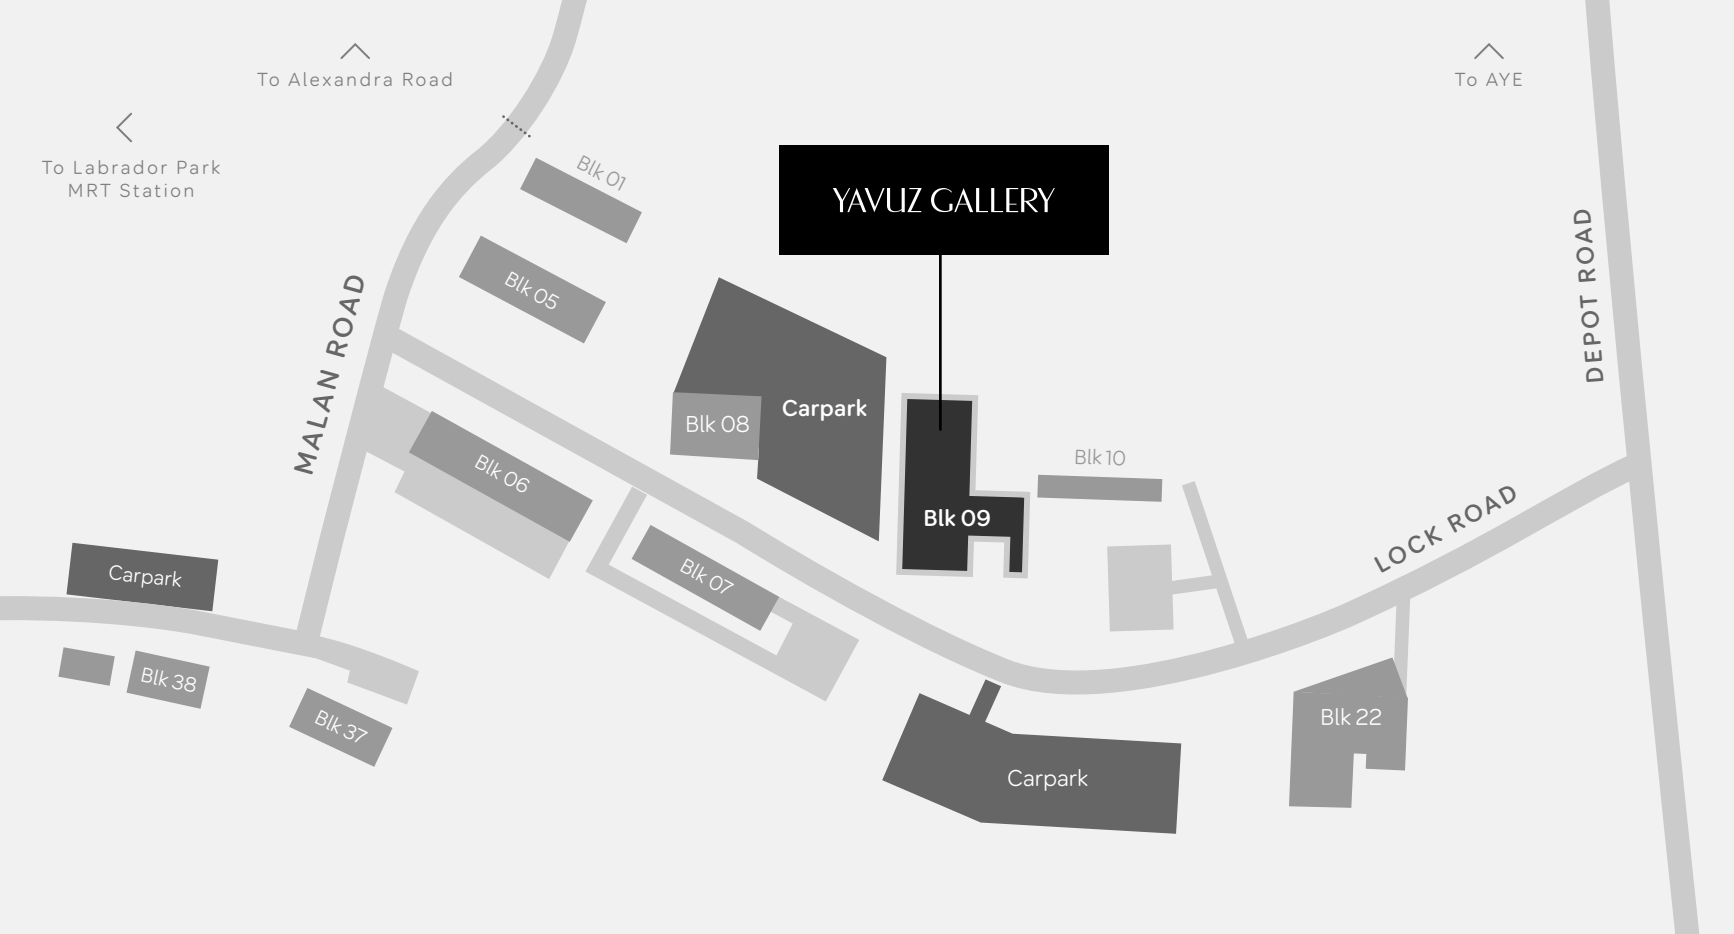 To Alexandra Road
To AYE
To Labrador Park
MRT Station
Blk 01
YAVUZ GALLERY
DEPOT ROAD
Blk 05
MALAN ROAD
Carpark
Blk 08
Blk 10
Blk 06
Blk 09
LOCK ROAD
Blk 07
Carpark
Blk 38
Blk 37
Blk 22
Carpark